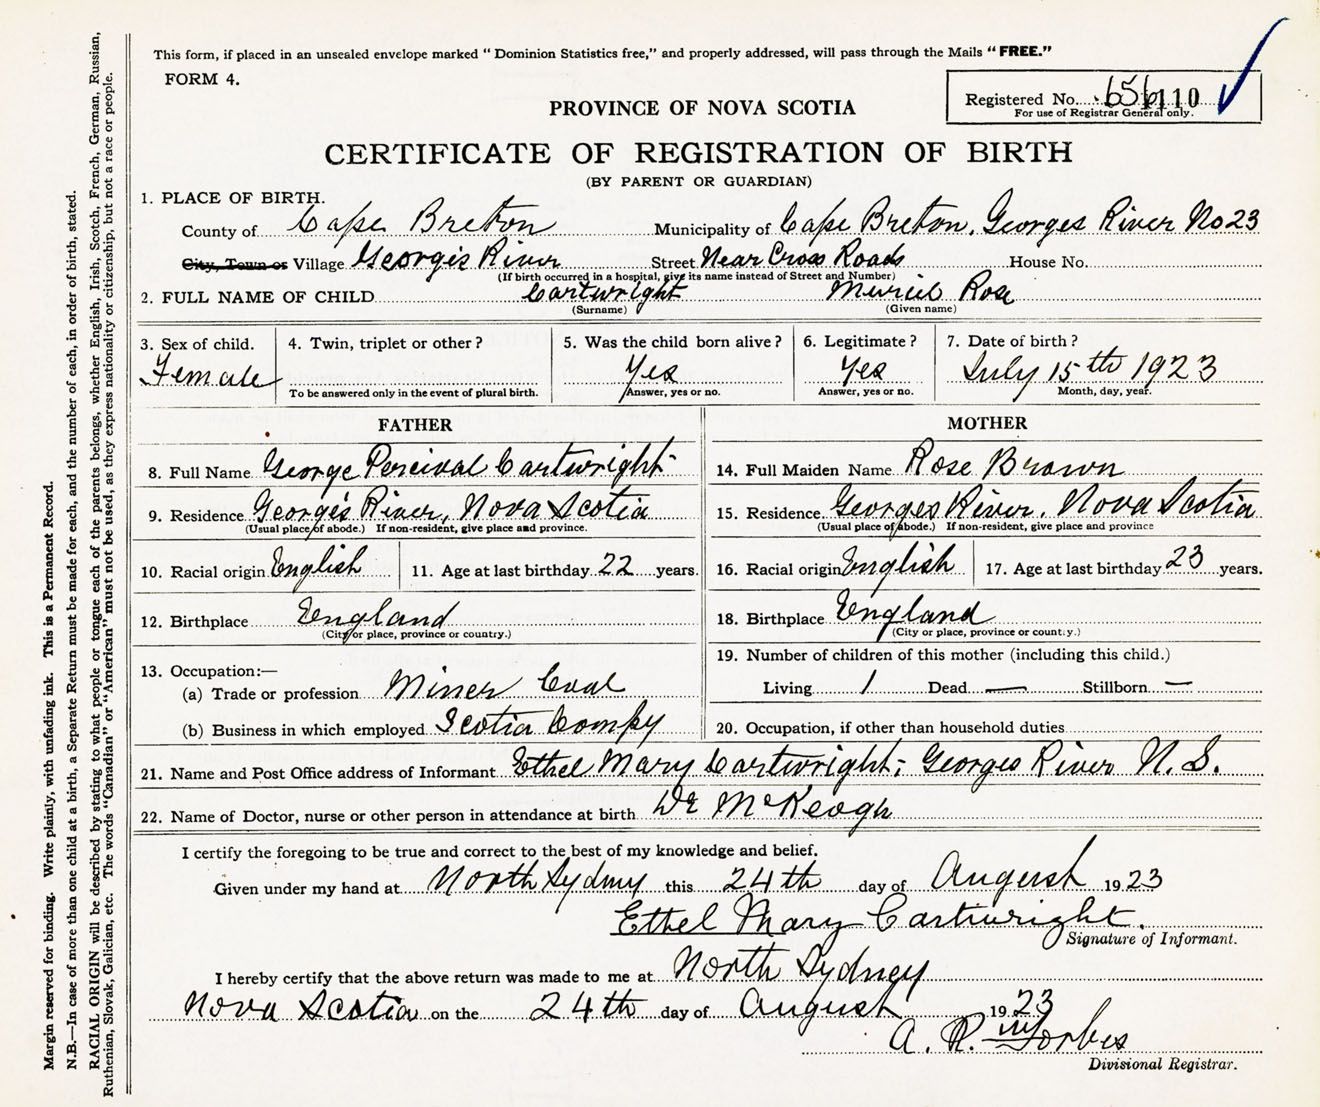 This form, if placed in an unsealed envelope marked " Dominion Statistics free," and properly addressed, will pass through the Mails "FREE."
FORM 4.
Registered No. 656110
For use of Registrar General only.
PROVINCE OF NOVA SCOTIA
CERTIFICATE OF REGISTRATION OF BIRTH
(BY PARENT OR GUARDIAN)
1. PLACE OF BIRTH.
County of Cape Breton Municipality of Cape Breton, Georges River No 23
City, Town or Village George's River Street Near Cross Roads House No.
(If birth occurred in a hospital, give its name instead of Street and Number)
2. FULL NAME OF CHILD Cartwright Muriel Rose
(Surname) (Given name)
3. Sex of child. 4. Twin, triplet or other? 5. Was the child born alive? 6. Legitimate? 7. Date of birth?
Female Yes Yes July 15th 1923
To be answered only in the event of plural birth. Answer, yes or no. Answer, yes or no. Month, day, year.
FATHER
8. Full Name George Percival Cartwright
9. Residence George's River, Nova Scotia
(Usual place of abode.) If non-resident, give place and province.
10. Racial origin English 11. Age at last birthday 22 years.
12. Birthplace England
(City or place, province or country.)
13. Occupation:—
(a) Trade or profession Miner Coal
(b) Business in which employed Scotia Compy
MOTHER
14. Full Maiden Name Rose Brown
15. Residence Georges River, Nova Scotia
(Usual place of abode.) If non-resident, give place and province
16. Racial origin English 17. Age at last birthday 23 years.
18. Birthplace England
(City or place, province or country.)
19. Number of children of this mother (including this child.)
Living 1 Dead — Stillborn —
20. Occupation, if other than household duties
21. Name and Post Office address of Informant Ethel Mary Cartwright; Georges River N.S.
22. Name of Doctor, nurse or other person in attendance at birth Dr McKeogh
I certify the foregoing to be true and correct to the best of my knowledge and belief.
Given under my hand at North Sydney this 24th day of August 1923
Ethel Mary Cartwright.
Signature of Informant.
I hereby certify that the above return was made to me at North Sydney
Nova Scotia on the 24th day of August 1923
A. R. Forbes
Divisional Registrar.
Margin reserved for binding. Write plainly, with unfading ink. This is a Permanent Record.
N.B.—In case of more than one child at a birth, a Separate Return must be made for each, and the number of each, in order of birth, stated.
RACIAL ORIGIN will be described by stating to what people or tongue each of the parents belongs, whether English, Irish, Scotch, French, German, Russian,
Ruthenian, Slovak, Galician, etc. The words "Canadian" or "American" must not be used, as they express nationality or citizenship, but not a race or people.